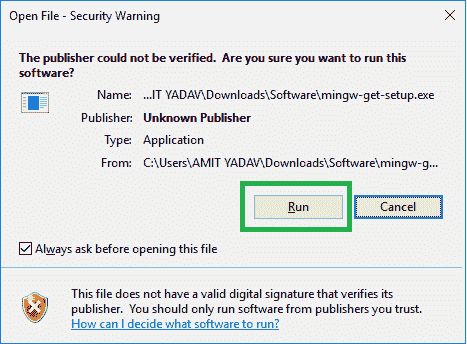 Open File - Security Warning
The publisher could not be verified. Are you sure you want to run this
software?
Name: ...IT YADAV\Downloads\Software\mingw-get-setup.exe
Publisher: Unknown Publisher
Type: Application
From: C:\Users\AMIT YADAV\Downloads\Software\mingw-g...
Run Cancel
Always ask before opening this file
This file does not have a valid digital signature that verifies its
publisher. You should only run software from publishers you trust.
How can I decide what software to run?